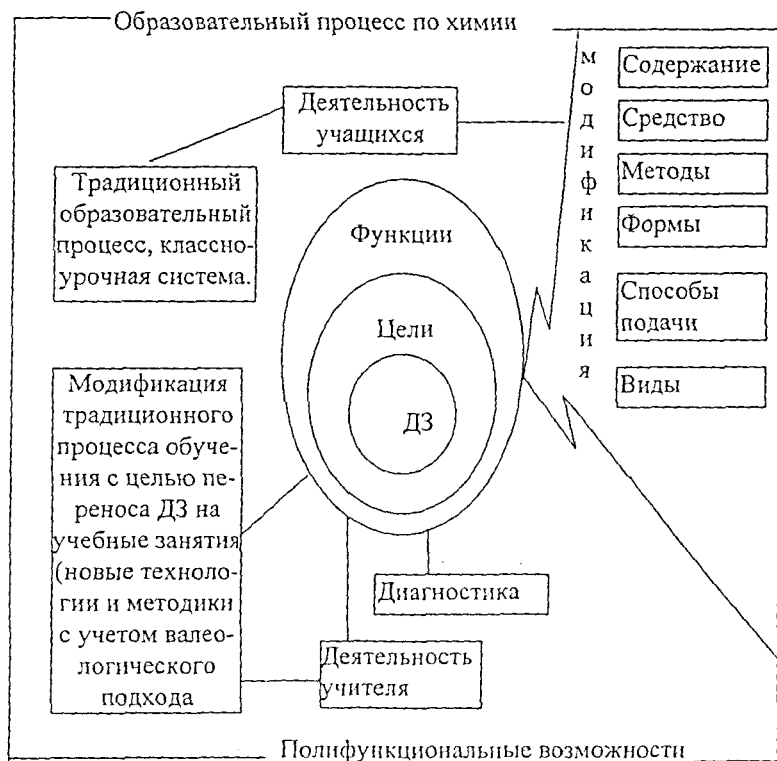 Образовательный процесс по химии
Деятельность
учащихся
Традиционный
образовательный
процесс, классно-
урочная система.
Функции
Цели
ДЗ
модификация
Содержание
Средство
Методы
Формы
Способы
подачи
Виды
Модификация
традиционного
процесса обуче-
ния с целью пе-
реноса ДЗ на
учебные занятия
(новые техноло-
гии и методики
с учетом валео-
логического
подхода
Диагностика
Деятельность
учителя
Полифункциональные возможности